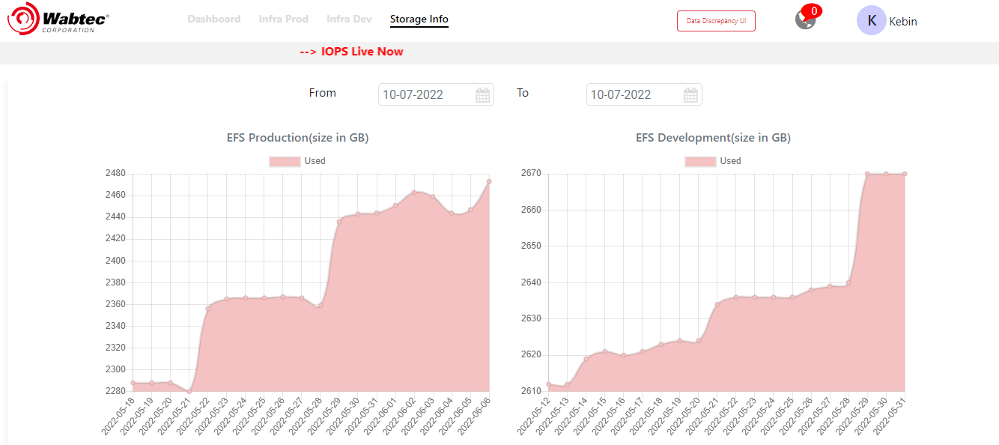 Wabtec®
CORPORATION
Dashboard Infra Prod Infra Dev Storage Info
Data Discrepancy UI
0
K Kebin
--> IOPS Live Now
From 10-07-2022 To 10-07-2022
EFS Production(size in GB)
Used
2480
2460
2440
2420
2400
2380
2360
2340
2320
2300
2280
2022-05-18 2022-05-19 2022-05-20 2022-05-21 2022-05-22 2022-05-23 2022-05-24 2022-05-25 2022-05-26 2022-05-27 2022-05-28 2022-05-29 2022-05-30 2022-05-31 2022-06-01 2022-06-02 2022-06-03 2022-06-04 2022-06-05 2022-06-06
EFS Development(size in GB)
Used
2670
2660
2650
2640
2630
2620
2610
2022-05-12 2022-05-13 2022-05-14 2022-05-15 2022-05-16 2022-05-17 2022-05-18 2022-05-19 2022-05-20 2022-05-21 2022-05-22 2022-05-23 2022-05-24 2022-05-25 2022-05-26 2022-05-27 2022-05-28 2022-05-29 2022-05-30 2022-05-31